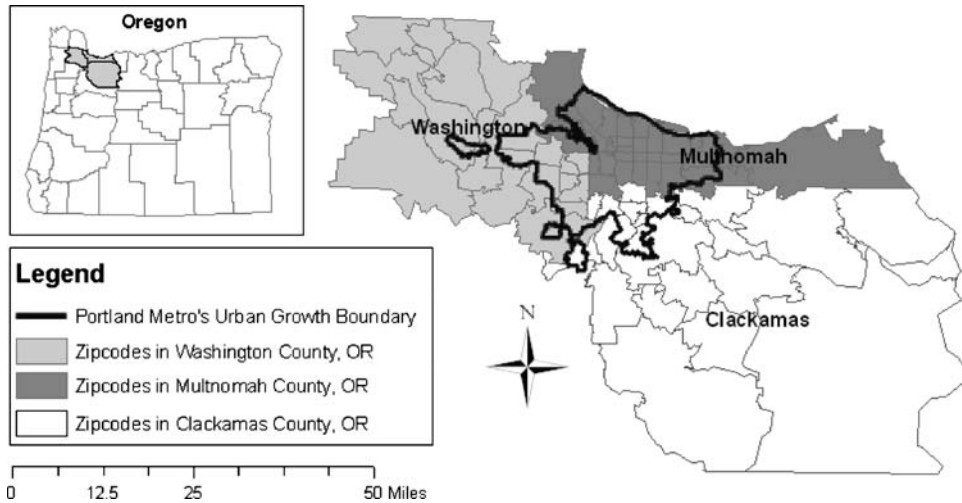 Oregon
Washington
Multnomah
Clackamas
N
Legend
Portland Metro's Urban Growth Boundary
Zipcodes in Washington County, OR
Zipcodes in Multnomah County, OR
Zipcodes in Clackamas County, OR
0 12.5 25 50 Miles